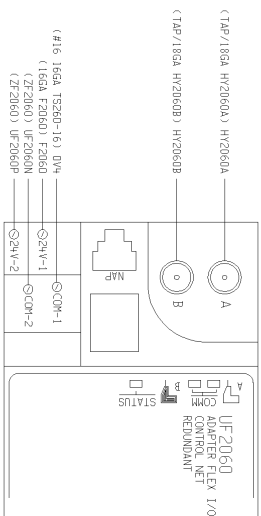 (TAP/18GA HY2060A) HY2060A
(TAP/18GA HY2060B) HY2060B
(#16 16GA TS260-16) 0V4
(16GA F2060) F2060
(ZF2060) UF2060N
(ZF2060) UF2060P
A
B
NAP
COM-1
24V-1
COM-2
24V-2
A
B
COMM
STATUS
UF2060
ADAPTER FLEX I/O
CONTROL NET
REDUNDANT